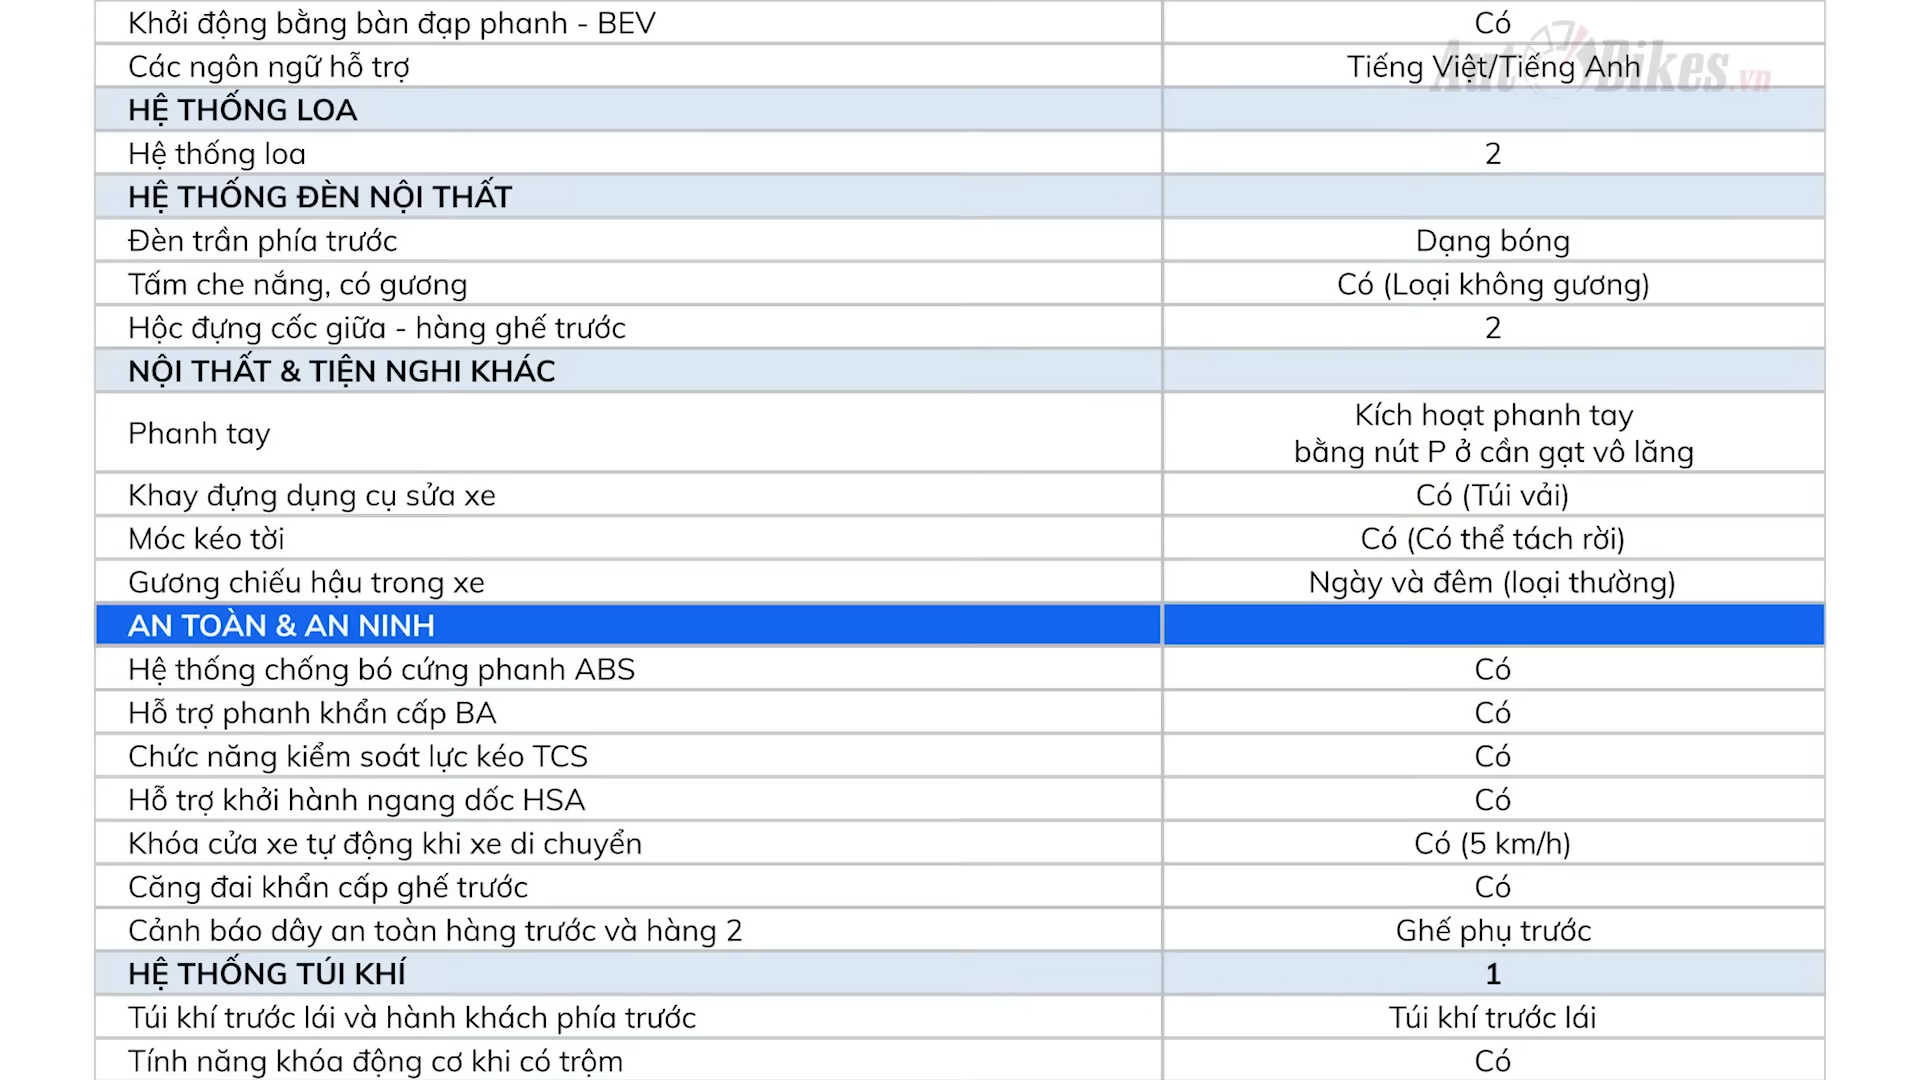 Khởi động bằng bàn đạp phanh - BEV
Có
Các ngôn ngữ hỗ trợ
Tiếng Việt/Tiếng Anh
AutoBikes.vn
HỆ THỐNG LOA
Hệ thống loa
2
HỆ THỐNG ĐÈN NỘI THẤT
Đèn trần phía trước
Dạng bóng
Tấm che nắng, có gương
Có (Loại không gương)
Hộc đựng cốc giữa - hàng ghế trước
2
NỘI THẤT & TIỆN NGHI KHÁC
Phanh tay
Kích hoạt phanh tay
bằng nút P ở cần gạt vô lăng
Khay đựng dụng cụ sửa xe
Có (Túi vải)
Móc kéo tời
Có (Có thể tách rời)
Gương chiếu hậu trong xe
Ngày và đêm (loại thường)
AN TOÀN & AN NINH
Hệ thống chống bó cứng phanh ABS
Có
Hỗ trợ phanh khẩn cấp BA
Có
Chức năng kiểm soát lực kéo TCS
Có
Hỗ trợ khởi hành ngang dốc HSA
Có
Khóa cửa xe tự động khi xe di chuyển
Có (5 km/h)
Căng đai khẩn cấp ghế trước
Có
Cảnh báo dây an toàn hàng trước và hàng 2
Ghế phụ trước
HỆ THỐNG TÚI KHÍ
1
Túi khí trước lái và hành khách phía trước
Túi khí trước lái
Tính năng khóa động cơ khi có trộm
Có